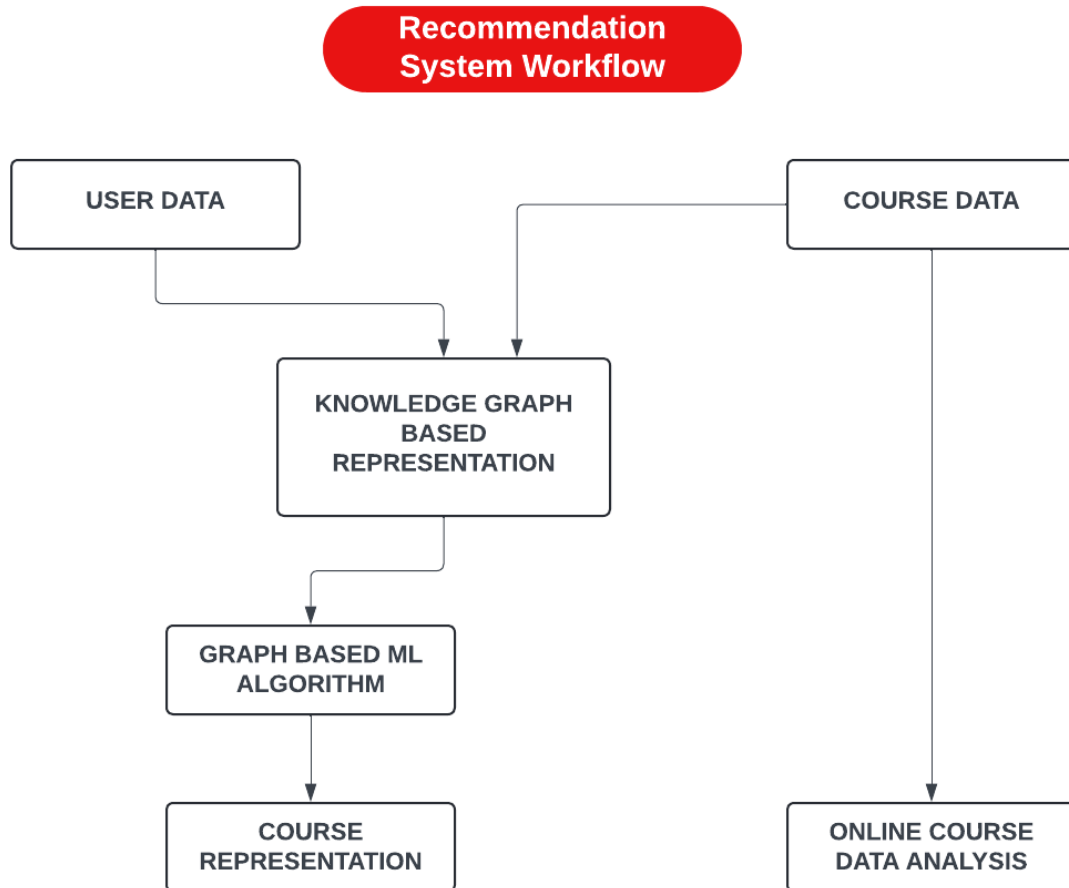 Recommendation
System Workflow
USER DATA
COURSE DATA
KNOWLEDGE GRAPH
BASED
REPRESENTATION
GRAPH BASED ML
ALGORITHM
COURSE
REPRESENTATION
ONLINE COURSE
DATA ANALYSIS